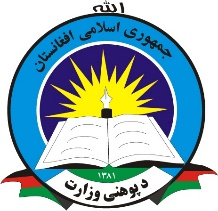 الله
جمهوری اسلامی افغانستان
۱۳۸۱
د پوهنې وزارت